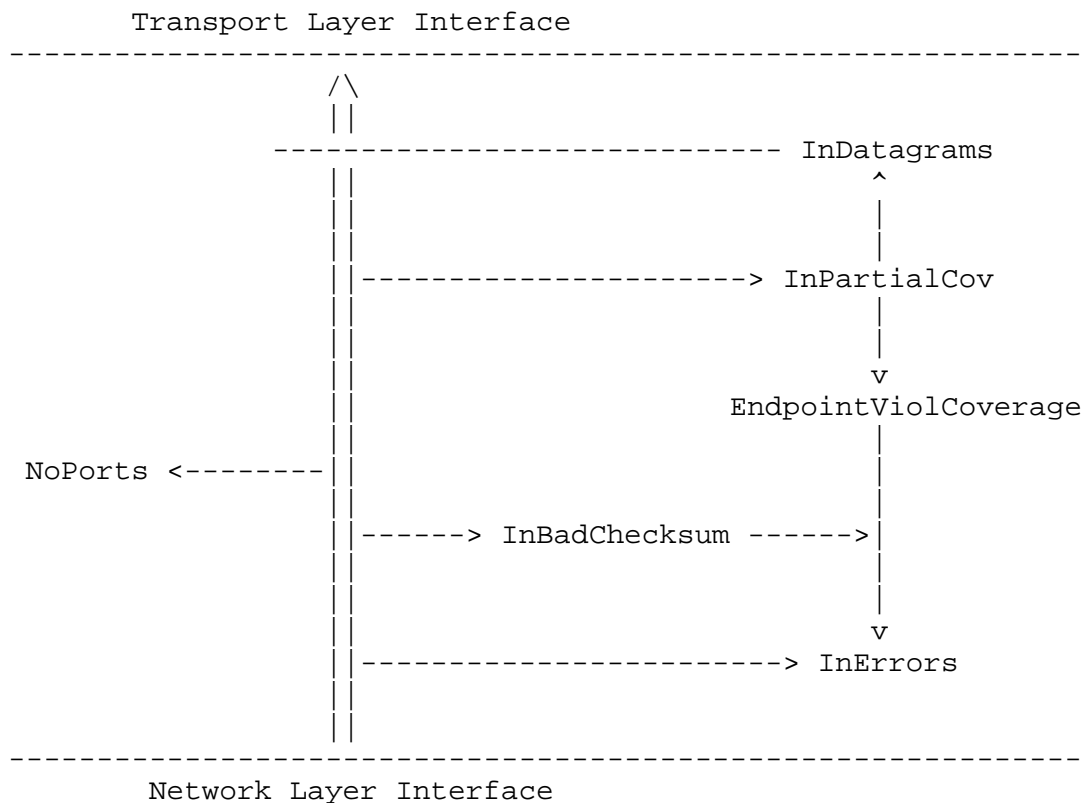 Transport Layer Interface
InDatagrams
InPartialCov
EndpointViolCoverage
NoPorts
InBadChecksum
InErrors
Network Layer Interface